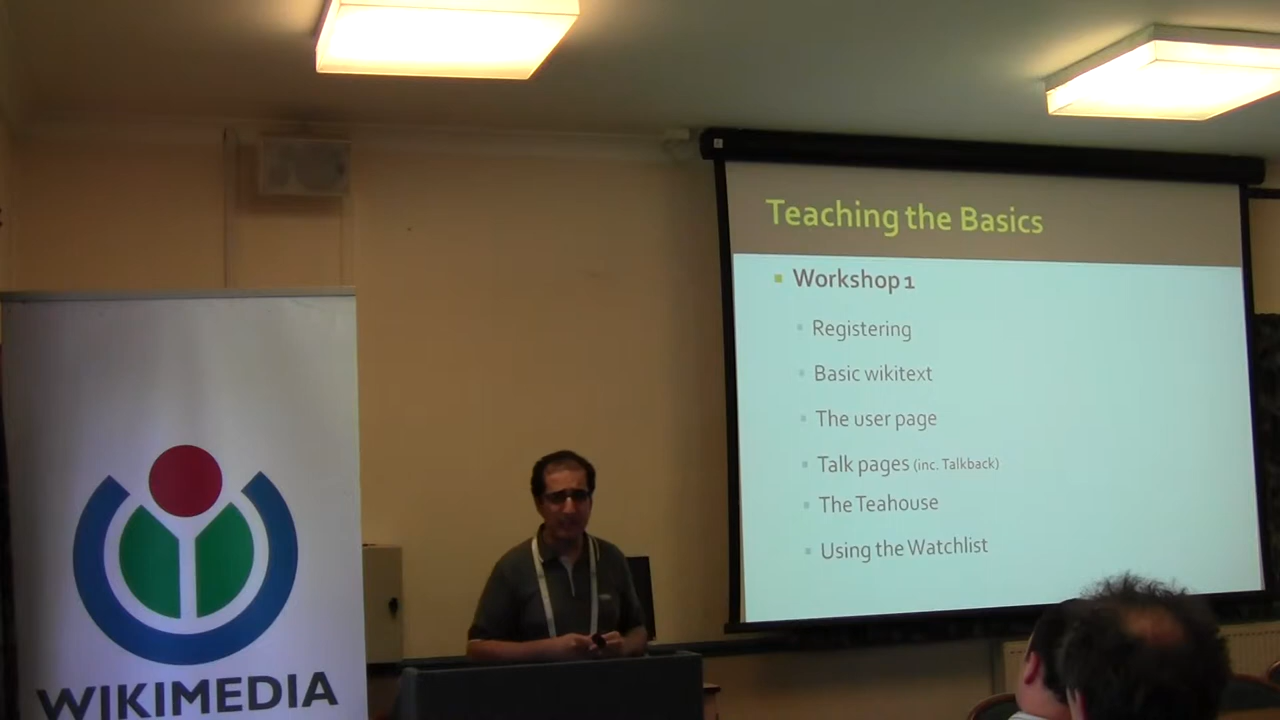 Teaching the Basics
Workshop 1
Registering
Basic wikitext
The user page
Talk pages (inc. Talkback)
The Teahouse
Using the Watchlist
WIKIMEDIA